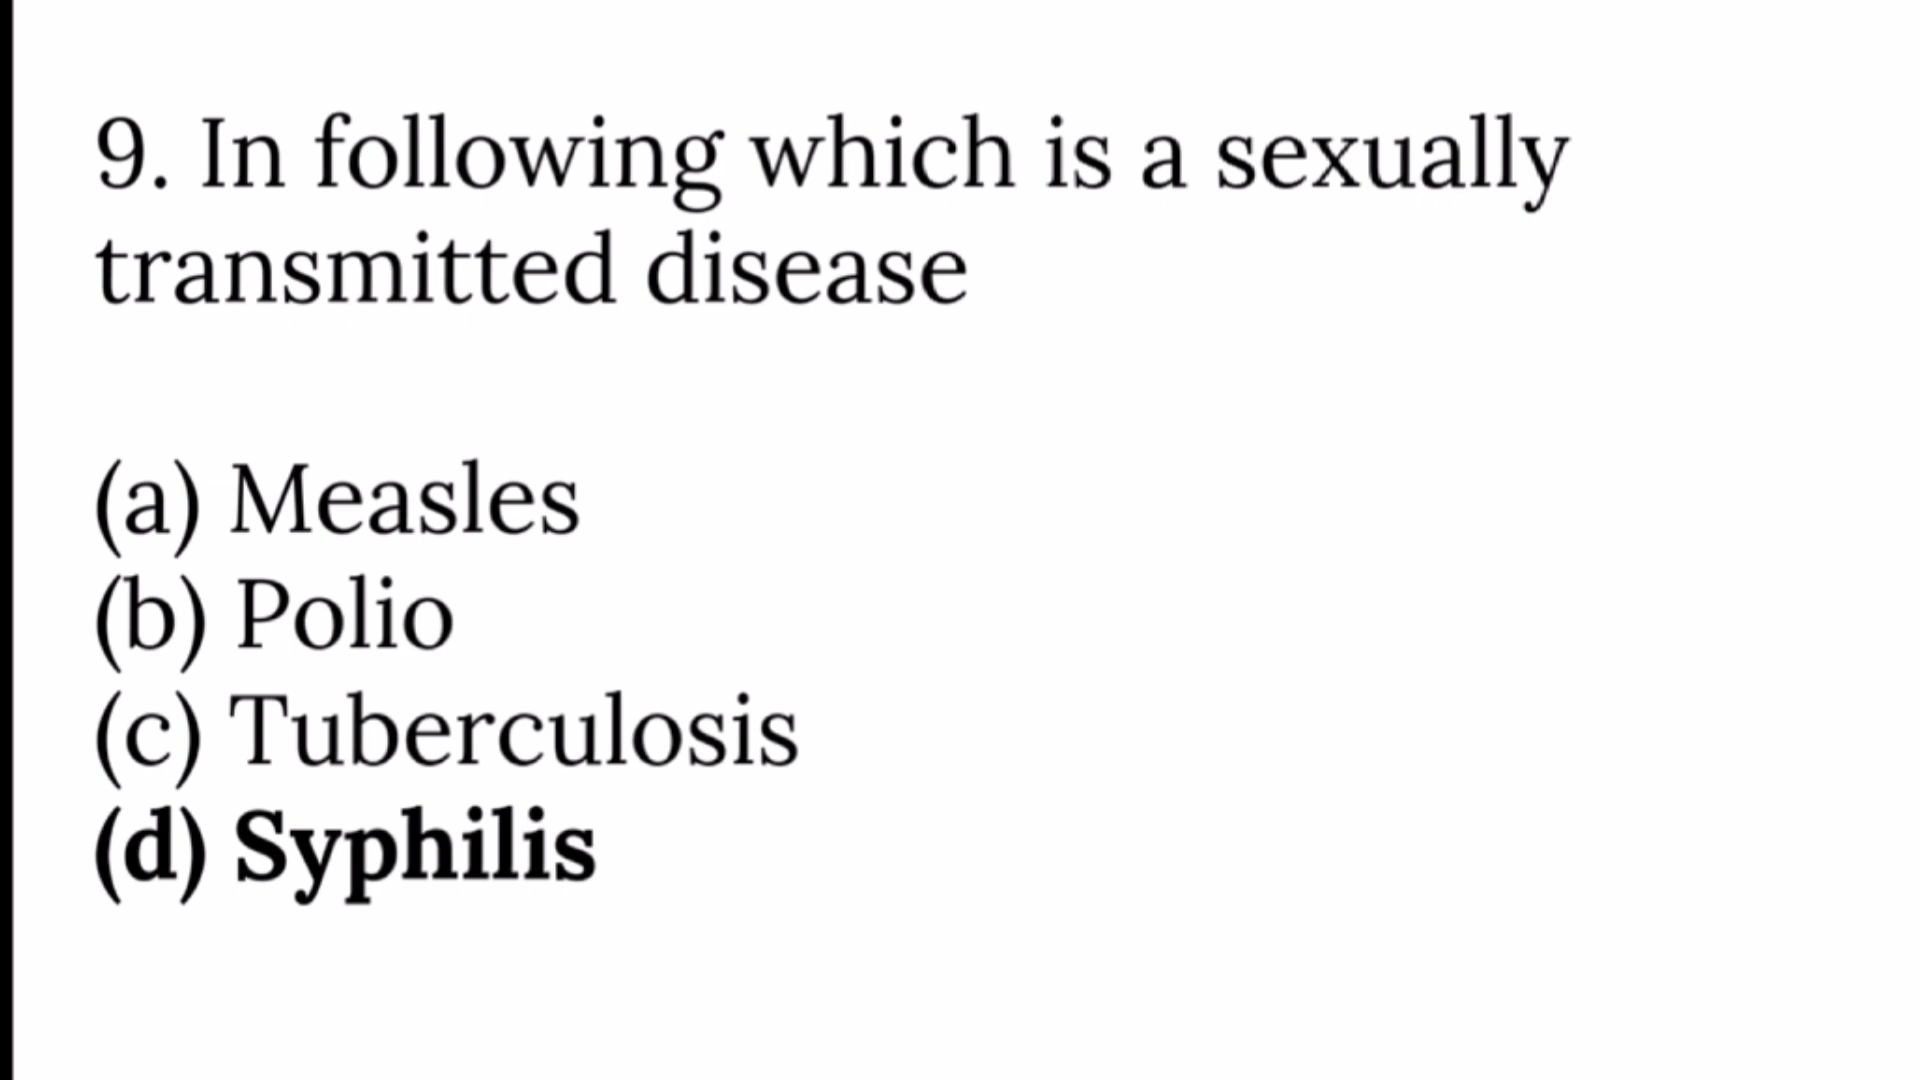 9. In following which is a sexually
transmitted disease
(a) Measles
(b) Polio
(c) Tuberculosis
(d) Syphilis